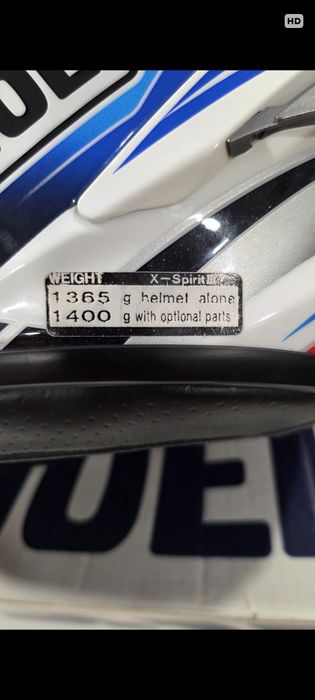 HD
WEIGHT X-Spirit III
1365 g helmet alone
1400 g with optional parts